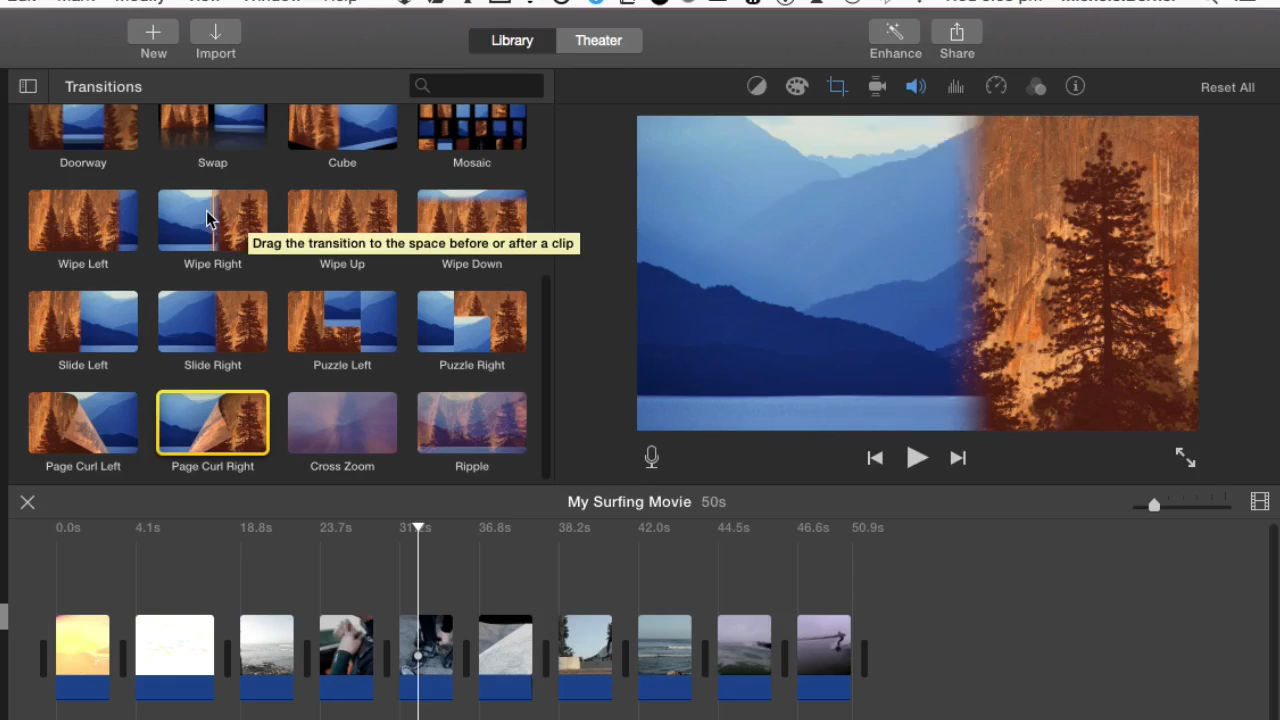 New
Import
Library
Theater
Enhance
Share
Transitions
Reset All
Doorway
Swap
Cube
Mosaic
Drag the transition to the space before or after a clip
Wipe Left
Wipe Right
Wipe Up
Wipe Down
Slide Left
Slide Right
Puzzle Left
Puzzle Right
Page Curl Left
Page Curl Right
Cross Zoom
Ripple
My Surfing Movie 50s
0.0s 4.1s 18.8s 23.7s 36.8s 38.2s 42.0s 44.5s 46.6s 50.9s